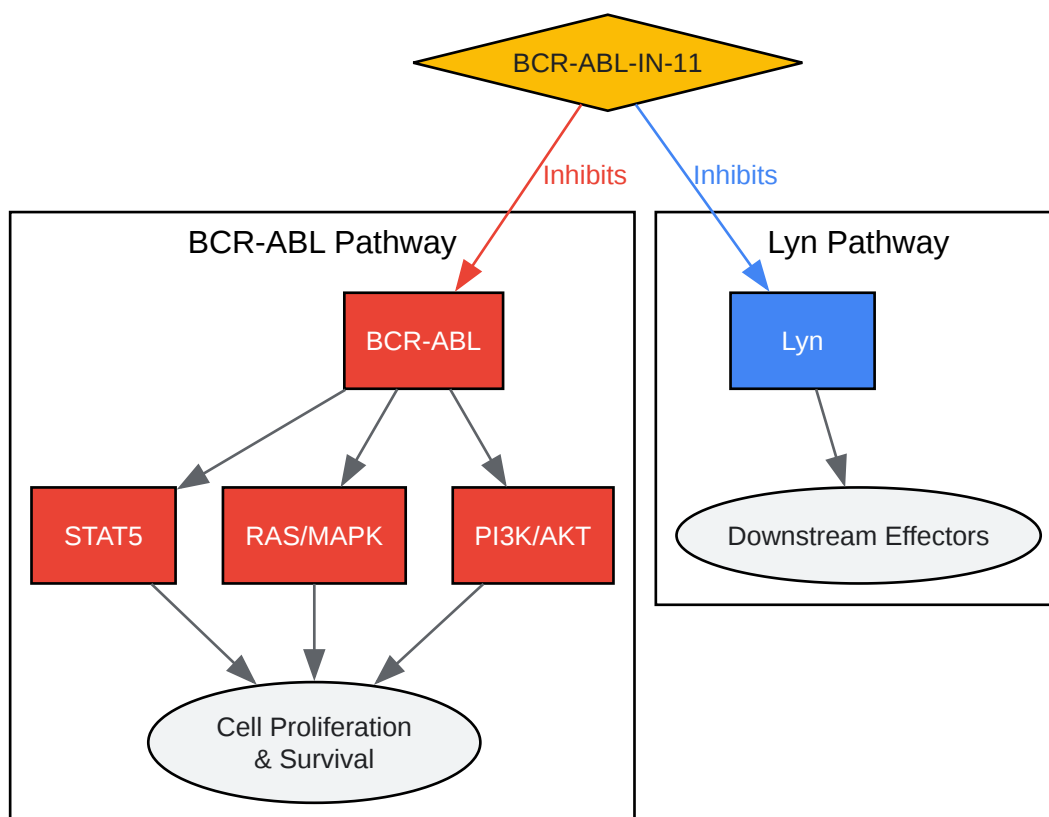 BCR-ABL-IN-11
Inhibits
Inhibits
BCR-ABL Pathway
Lyn Pathway
BCR-ABL
Lyn
STAT5
RAS/MAPK
PI3K/AKT
Downstream Effectors
Cell Proliferation
& Survival